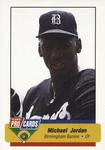 B
PRO CARDS
Michael Jordan
Birmingham Barons • OF